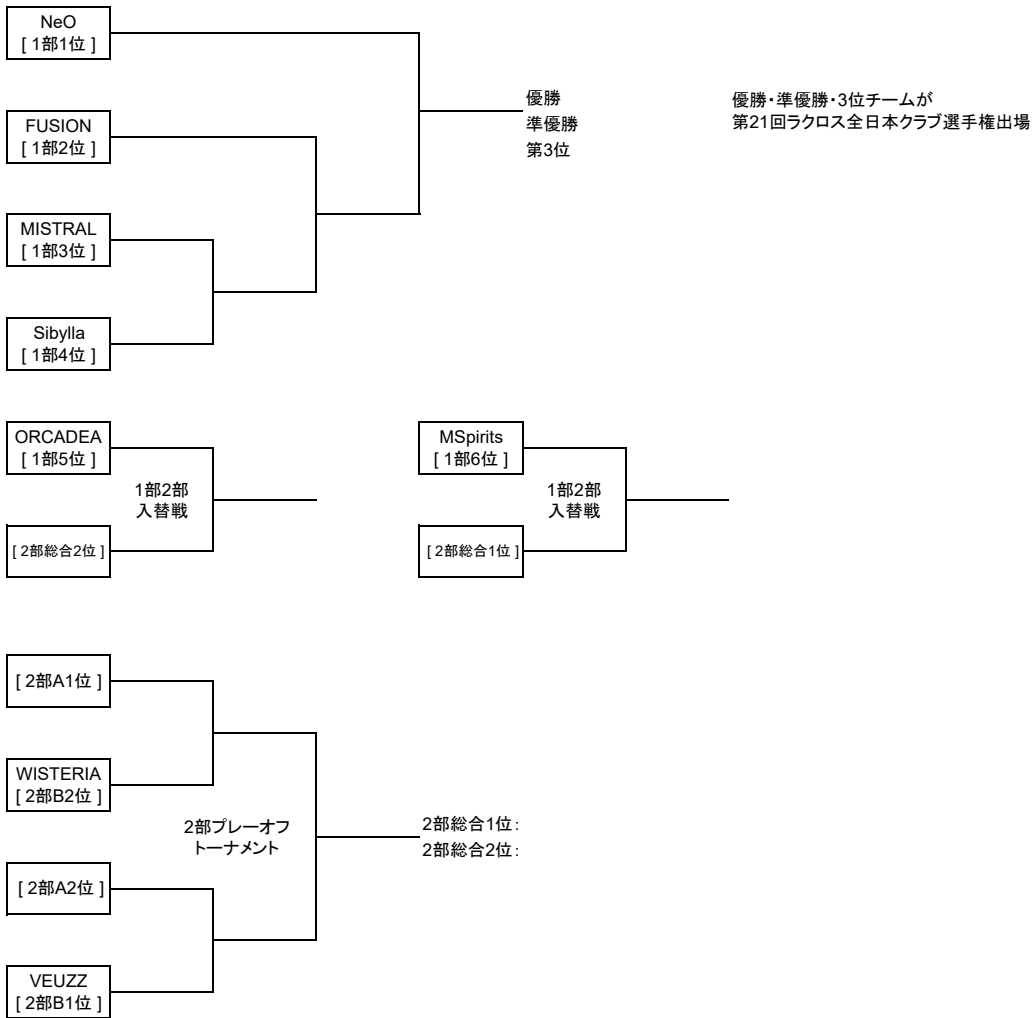 NeO
[ 1部1位 ]
FUSION
[ 1部2位 ]
MISTRAL
[ 1部3位 ]
Sibylla
[ 1部4位 ]
優勝
準優勝
第3位
優勝・準優勝・3位チームが
第21回ラクロス全日本クラブ選手権出場
ORCADEA
[ 1部5位 ]
1部2部
入替戦
[ 2部総合2位 ]
MSpirits
[ 1部6位 ]
1部2部
入替戦
[ 2部総合1位 ]
[ 2部A1位 ]
WISTERIA
[ 2部B2位 ]
2部プレーオフ
トーナメント
2部総合1位：
2部総合2位：
[ 2部A2位 ]
VEUZZ
[ 2部B1位 ]